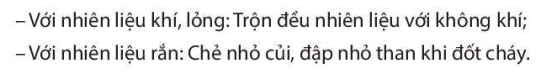 – Với nhiên liệu khí, lỏng: Trộn đều nhiên liệu với không khí;
– Với nhiên liệu rắn: Chẻ nhỏ củi, đập nhỏ than khi đốt cháy.